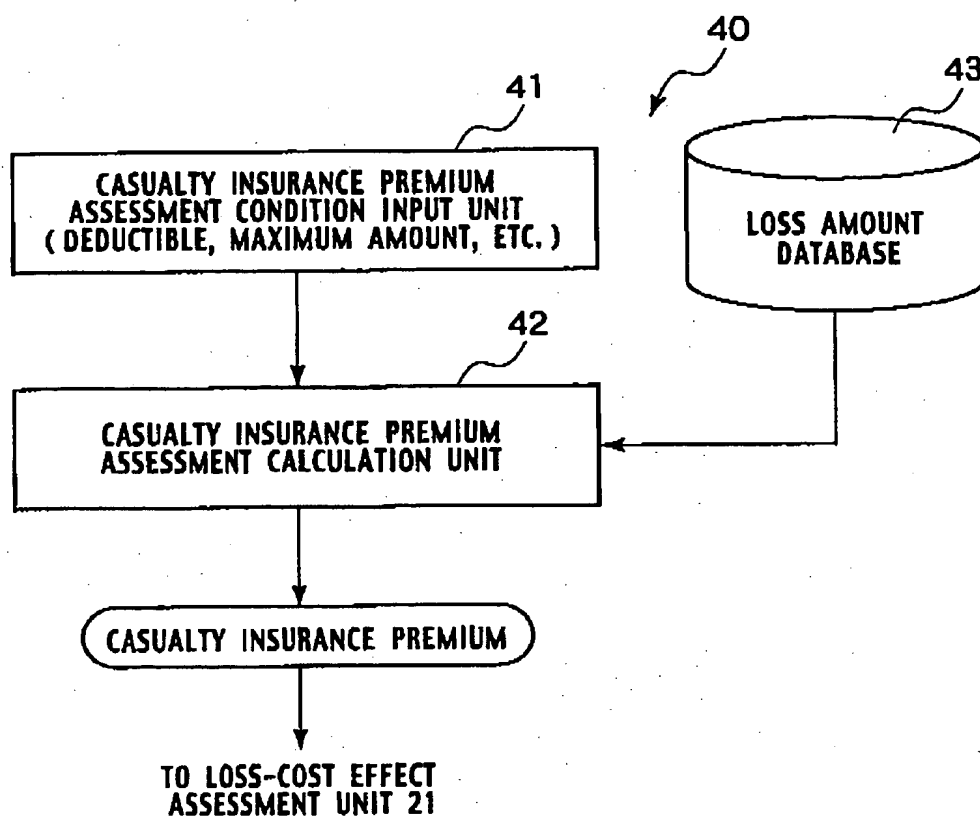 40
43
41
CASUALTY INSURANCE PREMIUM
ASSESSMENT CONDITION INPUT UNIT
( DEDUCTIBLE, MAXIMUM AMOUNT, ETC. )
LOSS AMOUNT
DATABASE
42
CASUALTY INSURANCE PREMIUM
ASSESSMENT CALCULATION UNIT
CASUALTY INSURANCE PREMIUM
TO LOSS-COST EFFECT
ASSESSMENT UNIT 21